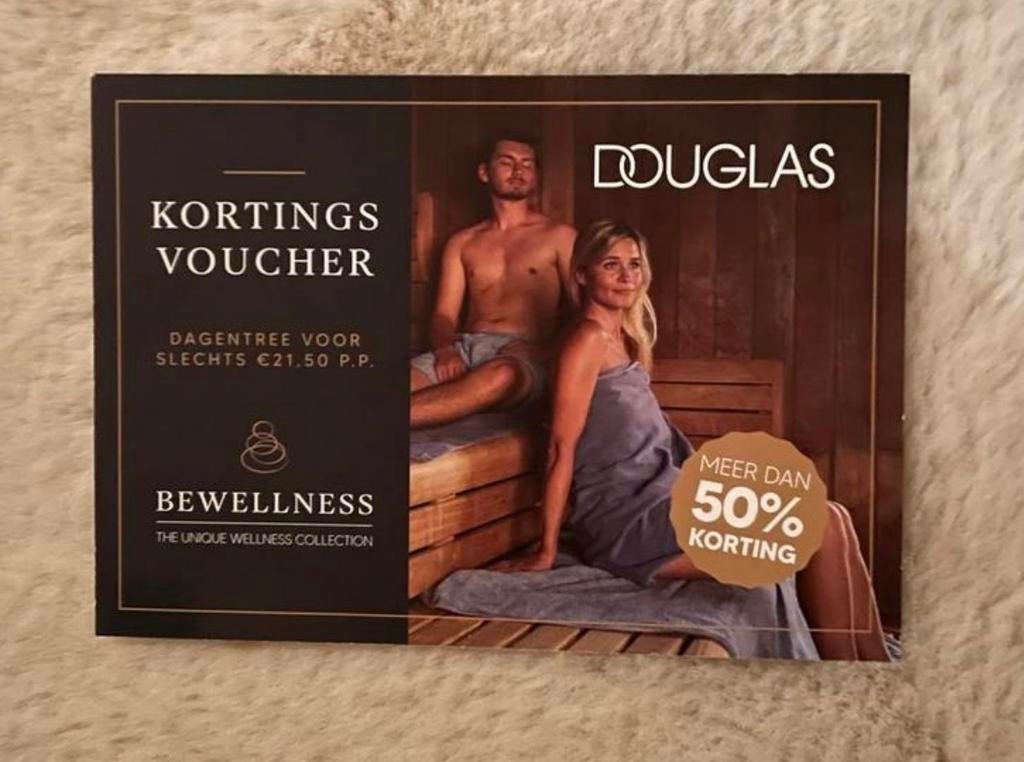 KORTINGS
VOUCHER
DAGENTREE VOOR
SLECHTS €21,50 P.P.
BEWELLNESS
THE UNIQUE WELLNESS COLLECTION
DOUGLAS
MEER DAN
50%
KORTING